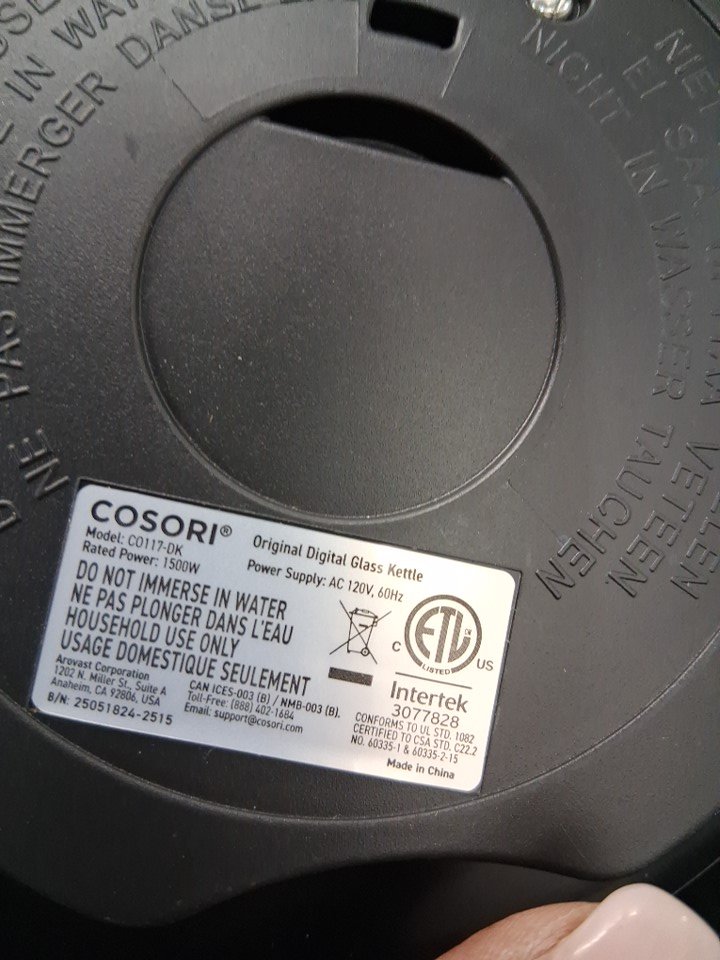 NE PAS IMMERGER DANS L
NICHT IN WASSER TAUCHEN
VETEEN
COSORI® Original Digital Glass Kettle
Model: CO117-DK
Rated Power: 1500W Power Supply: AC 120V, 60Hz
DO NOT IMMERSE IN WATER
NE PAS PLONGER DANS L'EAU
HOUSEHOLD USE ONLY
USAGE DOMESTIQUE SEULEMENT
Arovast Corporation
1202 N. Miller St., Suite A
Anaheim, CA 92806, USA
B/N: 25051824-2515
CAN ICES-003 (B) / NMB-003 (B).
Toll-Free: (888) 402-1684
Email: support@cosori.com
C ETL US
LISTED
Intertek
3077828
CONFORMS TO UL STD. 1082
CERTIFIED TO CSA STD. C22.2
NO. 60335-1 & 60335-2-15
Made in China